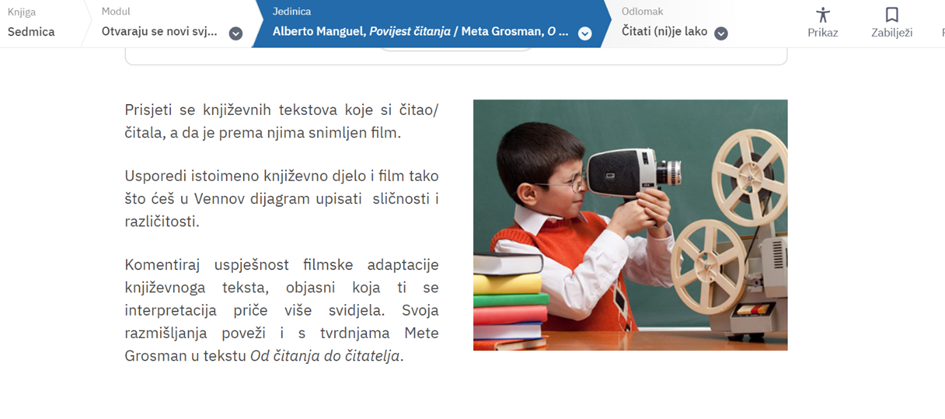 Knjiga
Sedmica
Modul
Otvaraju se novi svj...
Jedinica
Alberto Manguel, Povijest čitanja / Meta Grosman, O ...
Odlomak
Čitati (ni)je lako
Prikaz
Zabilježi
Prisjeti se književnih tekstova koje si čitao/
čitala, a da je prema njima snimljen film.
Usporedi istoimeno književno djelo i film tako
što ćeš u Vennov dijagram upisati sličnosti i
različitosti.
Komentiraj uspješnost filmske adaptacije
književnoga teksta, objasni koja ti se
interpretacija priče više svidjela. Svoja
razmišljanja poveži i s tvrdnjama Mete
Grosman u tekstu Od čitanja do čitatelja.